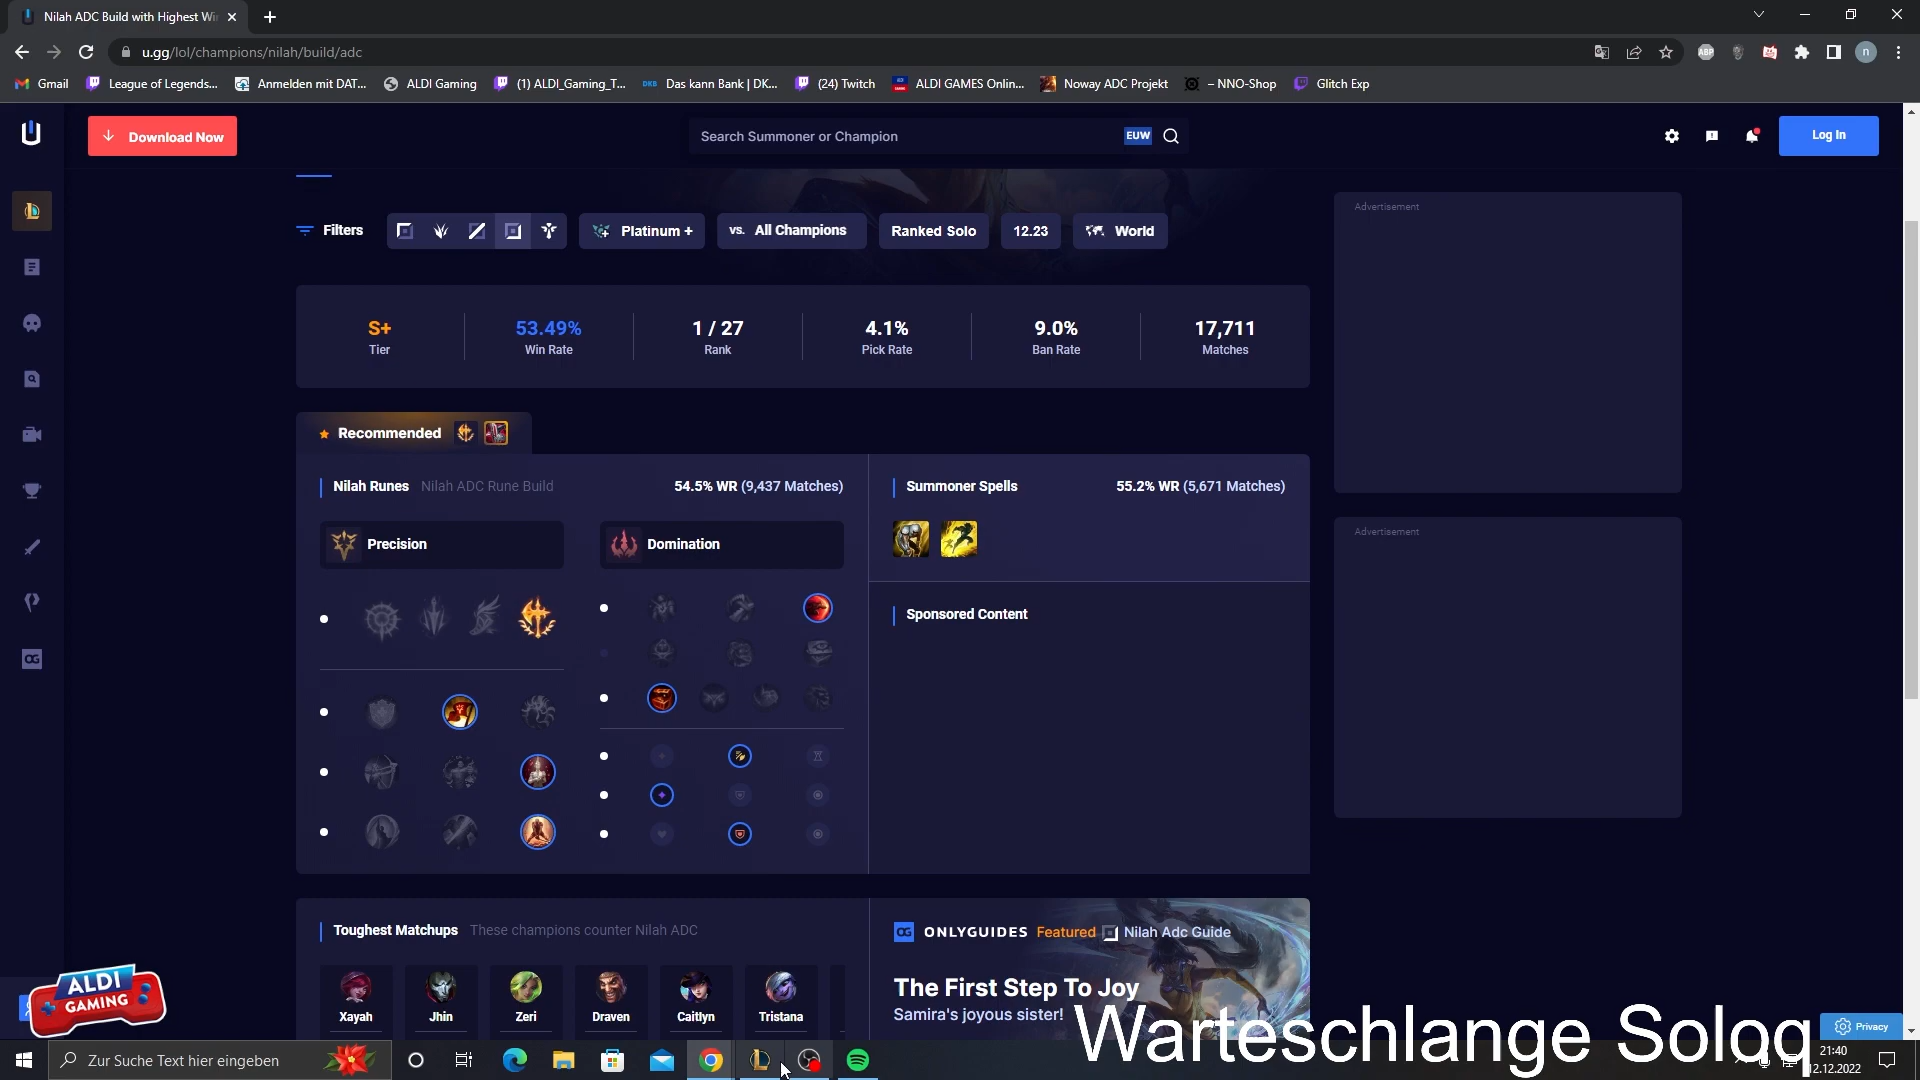 Nilah ADC Build with Highest Wi
u.gg/lol/champions/nilah/build/adc
ABP
n
Gmail
League of Legends...
Anmelden mit DAT...
ALDI Gaming
(1) ALDI_Gaming_T...
DKB
Das kann Bank | DK...
(24) Twitch
ALDI GAMES Onlin...
Noway ADC Projekt
– NNO-Shop
Glitch Exp
Download Now
Search Summoner or Champion
EUW
Log In
Filters
Platinum +
vs. All Champions
Ranked Solo
12.23
World
Advertisement
S+
53.49%
1 / 27
4.1%
9.0%
17,711
Tier
Win Rate
Rank
Pick Rate
Ban Rate
Matches
Recommended
Nilah Runes
Nilah ADC Rune Build
54.5% WR (9,437 Matches)
Summoner Spells
55.2% WR (5,671 Matches)
Precision
Domination
Advertisement
Sponsored Content
OG
Toughest Matchups
These champions counter Nilah ADC
OG ONLYGUIDES Featured Nilah Adc Guide
The First Step To Joy
Samira's joyous sister!
Xayah
Jhin
Zeri
Draven
Caitlyn
Tristana
ALDI
GAMING
Warteschlange Soloq
Privacy
Zur Suche Text hier eingeben
21:40
12.12.2022